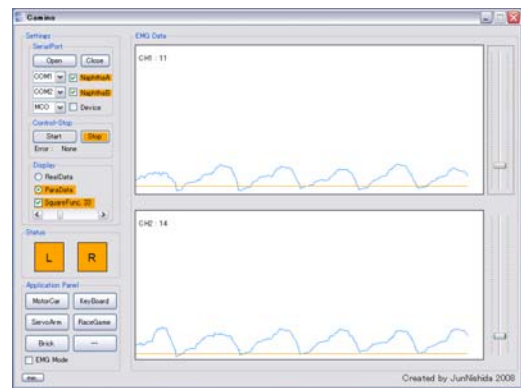 Camino
Settings
SerialPort
Open Close
COM1 NaphthaA
COM2 NaphthaB
MCO Device
Control-Stop
Start Stop
Error : None
Display
RealData
ParaData
SquareFunc. 32
Status
L R
Application Panel
MotorCar KeyBoard
ServoArm RaceGame
Brick ---
EMG Mode
EMG Data
CH1 : 11
CH2 : 14
Created by JunNishida 2008